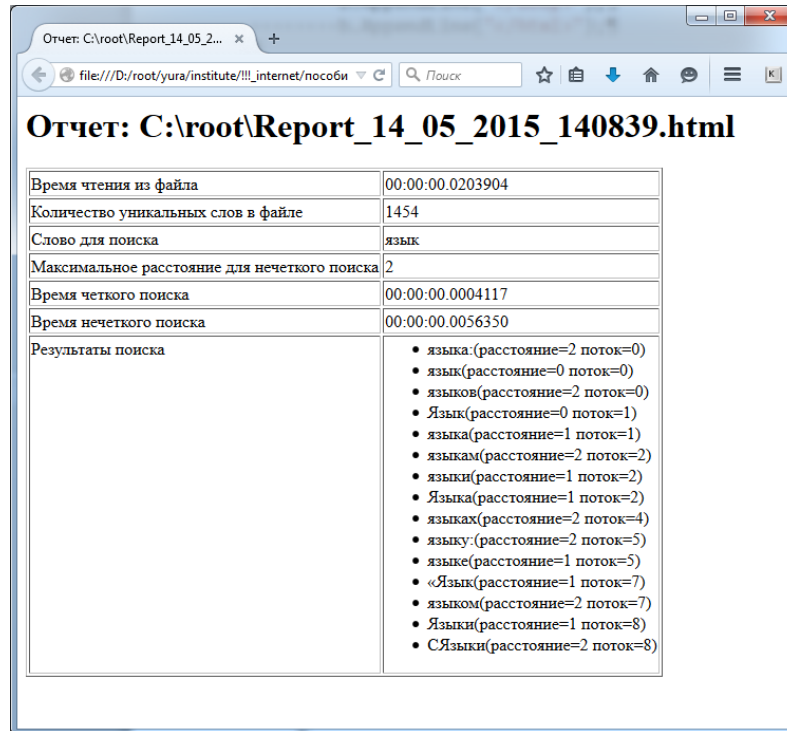 Отчет: C:\root\Report_14_05_2... × +
file:///D:/root/yura/institute/!!!_internet/пособи Поиск K
Отчет: C:\root\Report_14_05_2015_140839.html
Время чтения из файла 00:00:00.0203904
Количество уникальных слов в файле 1454
Слово для поиска язык
Максимальное расстояние для нечеткого поиска 2
Время четкого поиска 00:00:00.0004117
Время нечеткого поиска 00:00:00.0056350
Результаты поиска • языка:(расстояние=2 поток=0)
• язык(расстояние=0 поток=0)
• языков(расстояние=2 поток=0)
• Язык(расстояние=0 поток=1)
• языка(расстояние=1 поток=1)
• языкам(расстояние=2 поток=2)
• языки(расстояние=1 поток=2)
• Языка(расстояние=1 поток=2)
• языках(расстояние=2 поток=4)
• языку:(расстояние=2 поток=5)
• языке(расстояние=1 поток=5)
• «Язык(расстояние=1 поток=7)
• языком(расстояние=2 поток=7)
• Языки(расстояние=1 поток=8)
• СЯзыки(расстояние=2 поток=8)